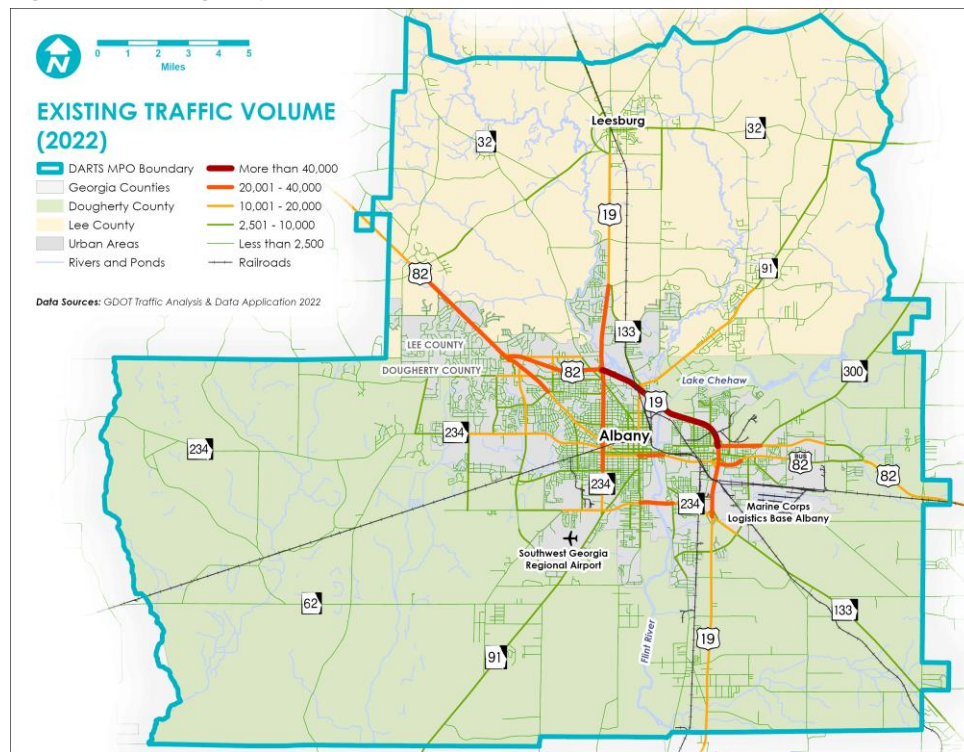 0 1 2 3 4 5
Miles
N
EXISTING TRAFFIC VOLUME
(2022)
DARTS MPO Boundary
Georgia Counties
Dougherty County
Lee County
Urban Areas
Rivers and Ponds
More than 40,000
20,001 - 40,000
10,001 - 20,000
2,501 - 10,000
Less than 2,500
Railroads
Data Sources: GDOT Traffic Analysis & Data Application 2022
Leesburg
32
32
19
82
91
133
LEE COUNTY
DOUGHERTY COUNTY
82
Lake Chehaw
300
19
234
234
Albany
BUS
82
82
234
234
Marine Corps
Logistics Base Albany
Southwest Georgia
Regional Airport
62
133
Flint River
19
91